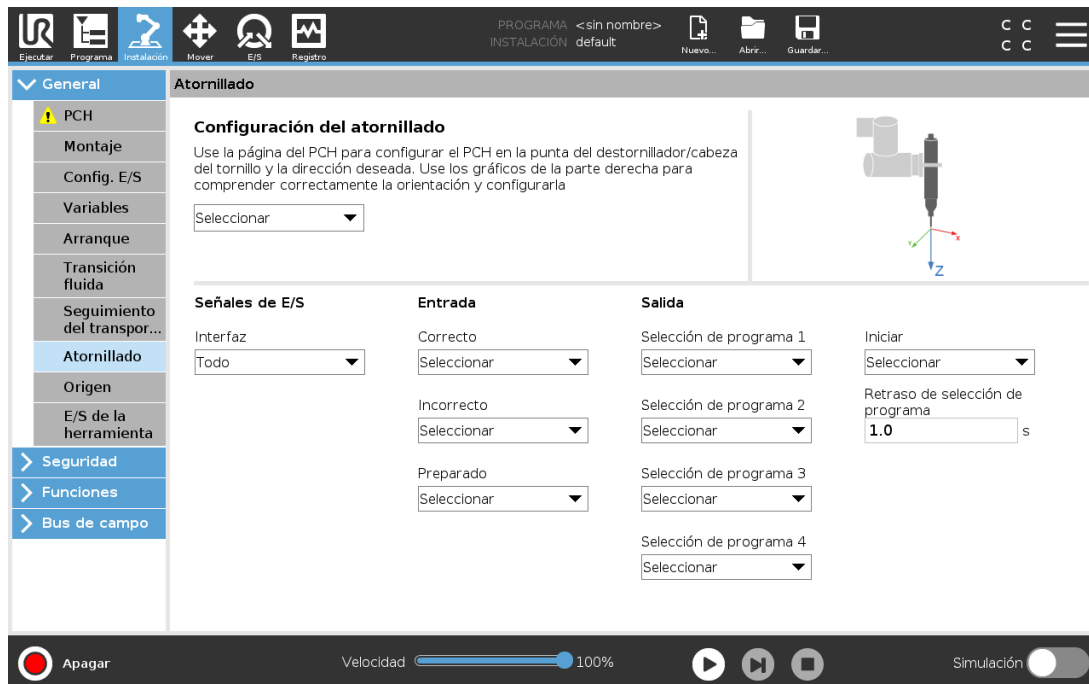 PROGRAMA <sin nombre>
INSTALACIÓN default
C C
C C
Ejecutar
Programa
Instalación
Mover
E/S
Registro
Nuevo...
Abrir...
Guardar...
General
PCH
Montaje
Config. E/S
Variables
Arranque
Transición
fluida
Seguimiento
del transpor...
Atornillado
Origen
E/S de la
herramienta
Seguridad
Funciones
Bus de campo
Atornillado
Configuración del atornillado
Use la página del PCH para configurar el PCH en la punta del destornillador/cabeza
del tornillo y la dirección deseada. Use los gráficos de la parte derecha para
comprender correctamente la orientación y configurarla
Seleccionar
Y
X
Z
Señales de E/S
Interfaz
Todo
Entrada
Correcto
Seleccionar
Incorrecto
Seleccionar
Preparado
Seleccionar
Salida
Selección de programa 1
Seleccionar
Selección de programa 2
Seleccionar
Selección de programa 3
Seleccionar
Selección de programa 4
Seleccionar
Iniciar
Seleccionar
Retraso de selección de
programa
1.0 s
Apagar
Velocidad 100%
Simulación